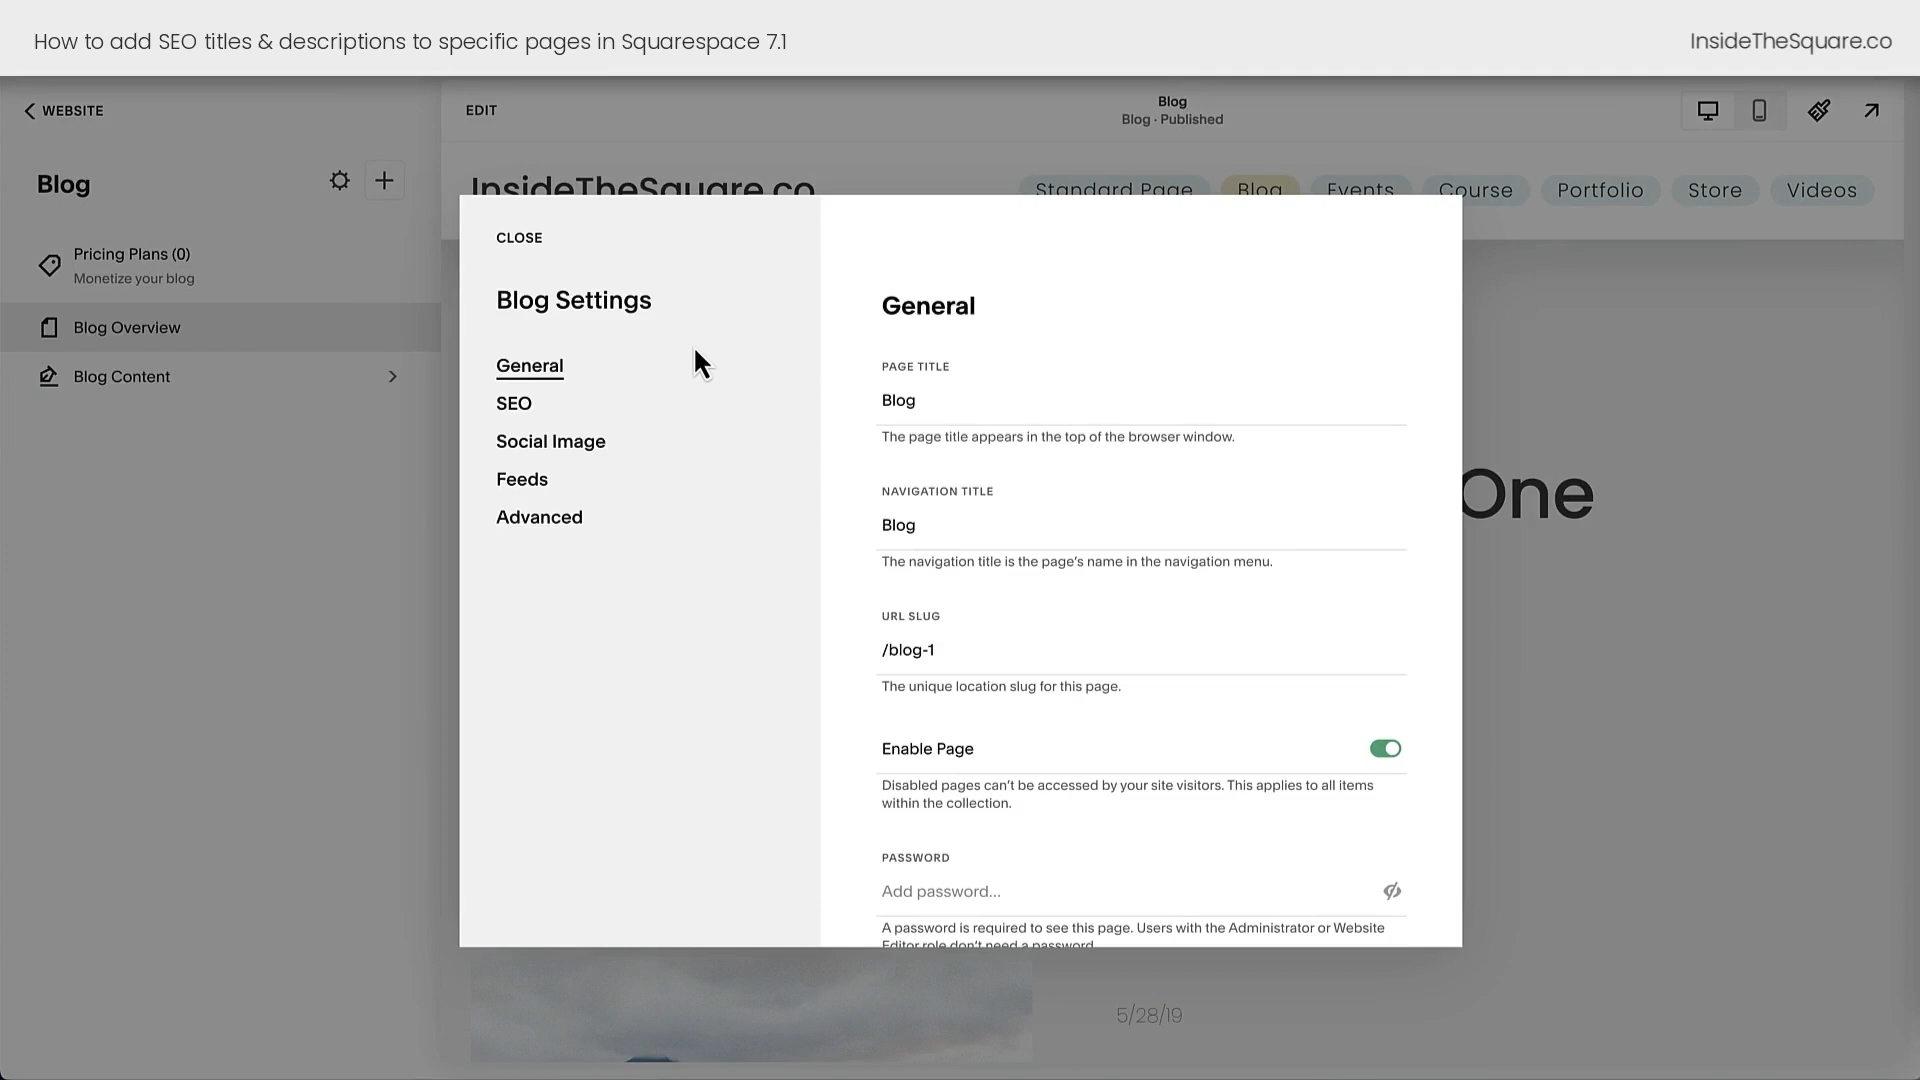 How to add SEO titles & descriptions to specific pages in Squarespace 7.1
InsideTheSquare.co
WEBSITE
EDIT
Blog
Blog · Published
Blog
InsideTheSquare.co
Standard Page
Blog
Events
Course
Portfolio
Store
Videos
Pricing Plans (0)
Monetize your blog
Blog Overview
Blog Content
CLOSE
Blog Settings
General
SEO
Social Image
Feeds
Advanced
General
PAGE TITLE
Blog
The page title appears in the top of the browser window.
NAVIGATION TITLE
Blog
The navigation title is the page's name in the navigation menu.
URL SLUG
/blog-1
The unique location slug for this page.
Enable Page
Disabled pages can't be accessed by your site visitors. This applies to all items
within the collection.
PASSWORD
Add password...
A password is required to see this page. Users with the Administrator or Website
Editor role don't need a password.
One
5/28/19